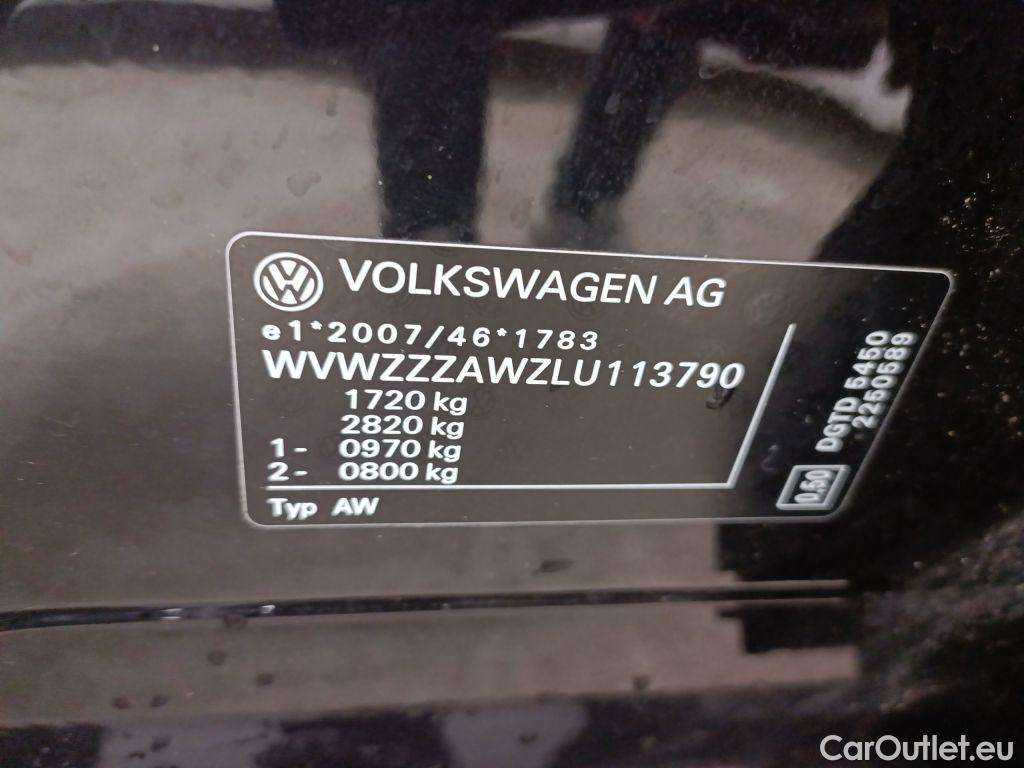 VOLKSWAGEN AG
e1*2007/46*1783
WVWZZZAWZLU113790
1720 kg
2820 kg
1- 0970 kg
2- 0800 kg
Typ AW
DGTD 5450
2250589
0.50
CarOutlet.eu